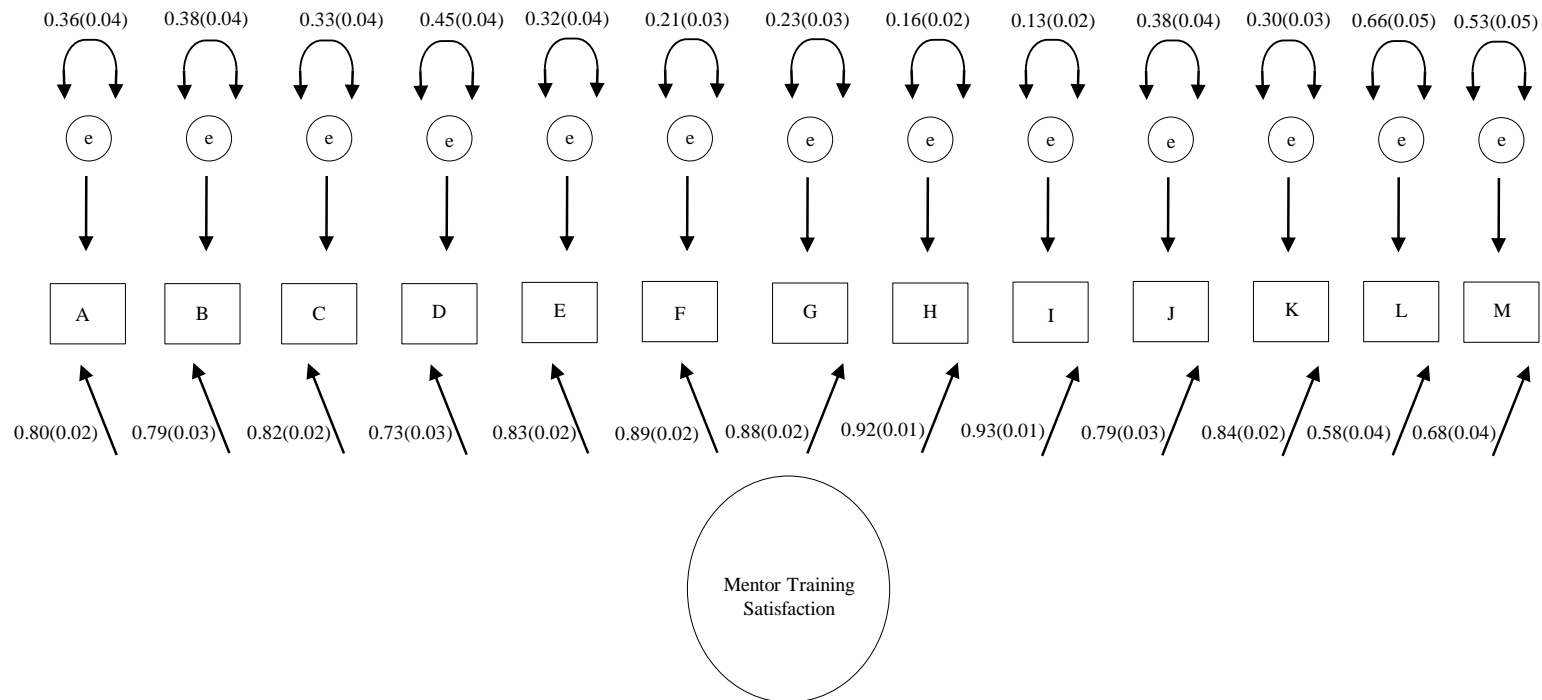 0.36(0.04) 0.38(0.04) 0.33(0.04) 0.45(0.04) 0.32(0.04) 0.21(0.03) 0.23(0.03) 0.16(0.02) 0.13(0.02) 0.38(0.04) 0.30(0.03) 0.66(0.05) 0.53(0.05)
e e e e e e e e e e e e e
A B C D E F G H I J K L M
0.80(0.02) 0.79(0.03) 0.82(0.02) 0.73(0.03) 0.83(0.02) 0.89(0.02) 0.88(0.02) 0.92(0.01) 0.93(0.01) 0.79(0.03) 0.84(0.02) 0.58(0.04) 0.68(0.04)
Mentor Training
Satisfaction